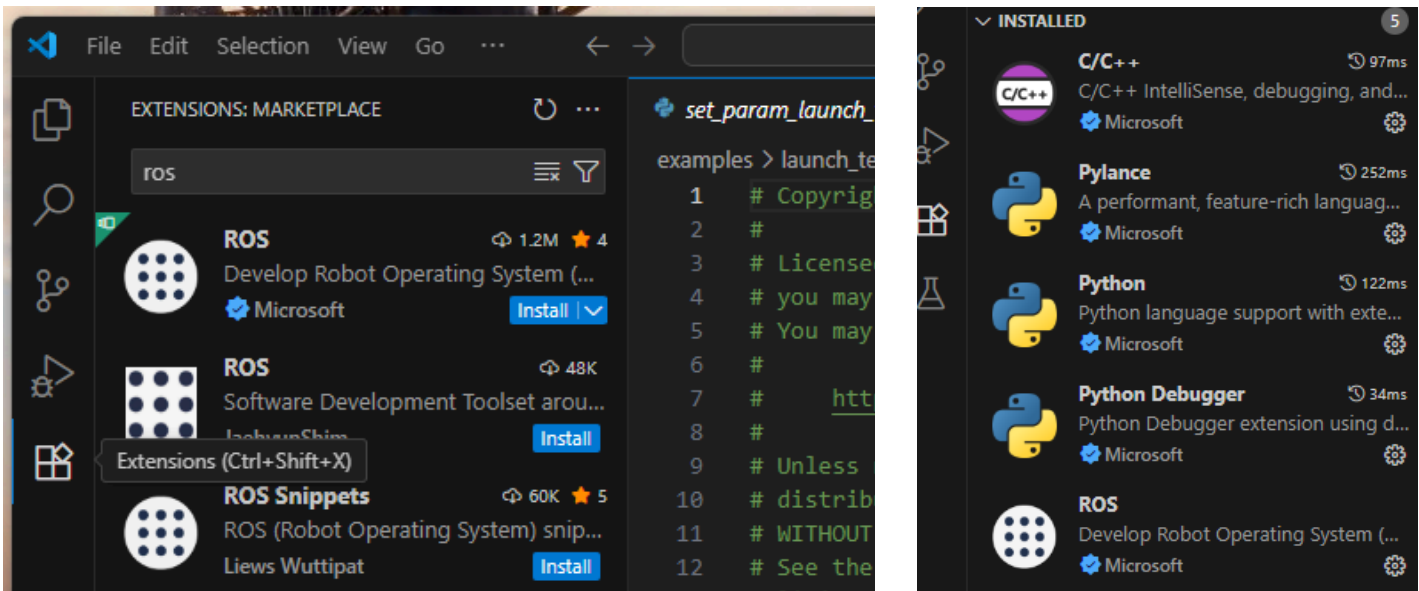 File Edit Selection View Go ···
EXTENSIONS: MARKETPLACE
ros
ROS 1.2M 4
Develop Robot Operating System (...
Microsoft Install
ROS 48K
Software Development Toolset arou...
JaehyunShim Install
Extensions (Ctrl+Shift+X)
ROS Snippets 60K 5
ROS (Robot Operating System) snip...
Liews Wuttipat Install
set_param_launch_
examples > launch_te
1 # Copyrig
2 #
3 # License
4 # you may
5 # You may
6 #
7 # htt
8 #
9 # Unless
10 # distrib
11 # WITHOUT
12 # See the
INSTALLED 5
C/C++ 97ms
C/C++
C/C++ IntelliSense, debugging, and...
Microsoft
Pylance 252ms
A performant, feature-rich languag...
Microsoft
Python 122ms
Python language support with exte...
Microsoft
Python Debugger 34ms
Python Debugger extension using d...
Microsoft
ROS
Develop Robot Operating System (...
Microsoft